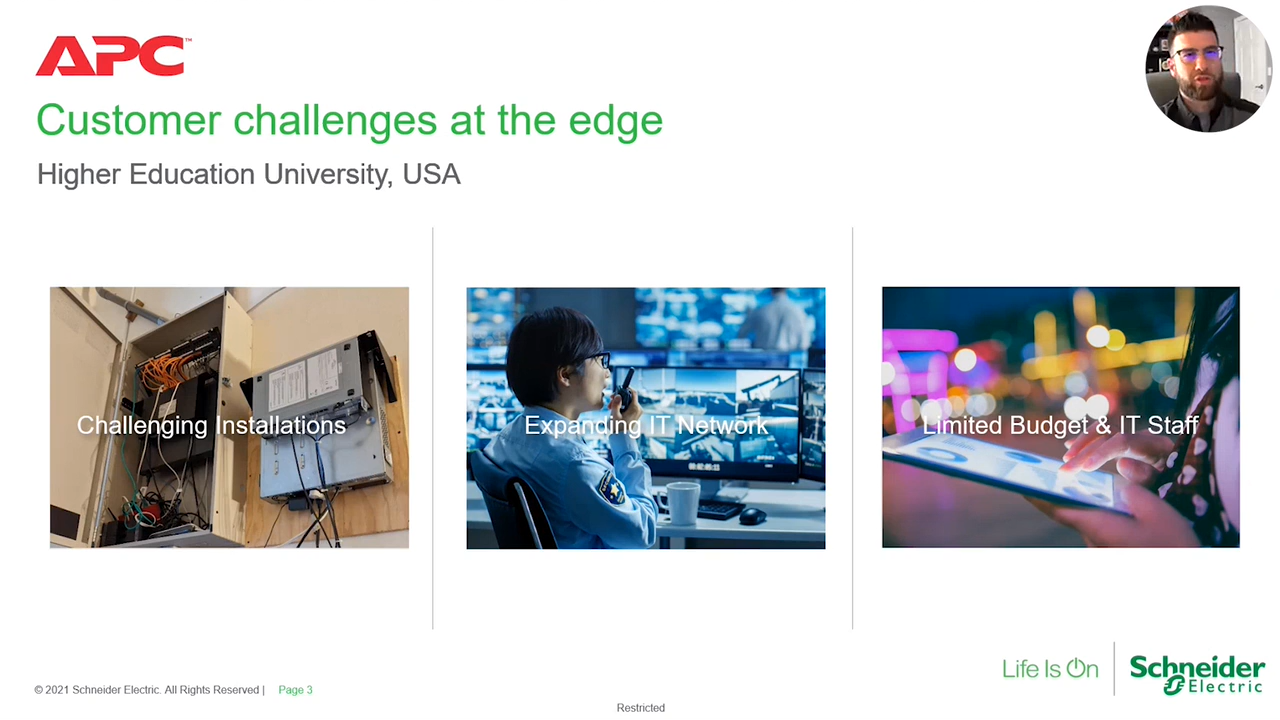 APC™
Customer challenges at the edge
Higher Education University, USA
Challenging Installations
Expanding IT Network
Limited Budget & IT Staff
Life Is On
Schneider
Electric
© 2021 Schneider Electric. All Rights Reserved | Page 3
Restricted